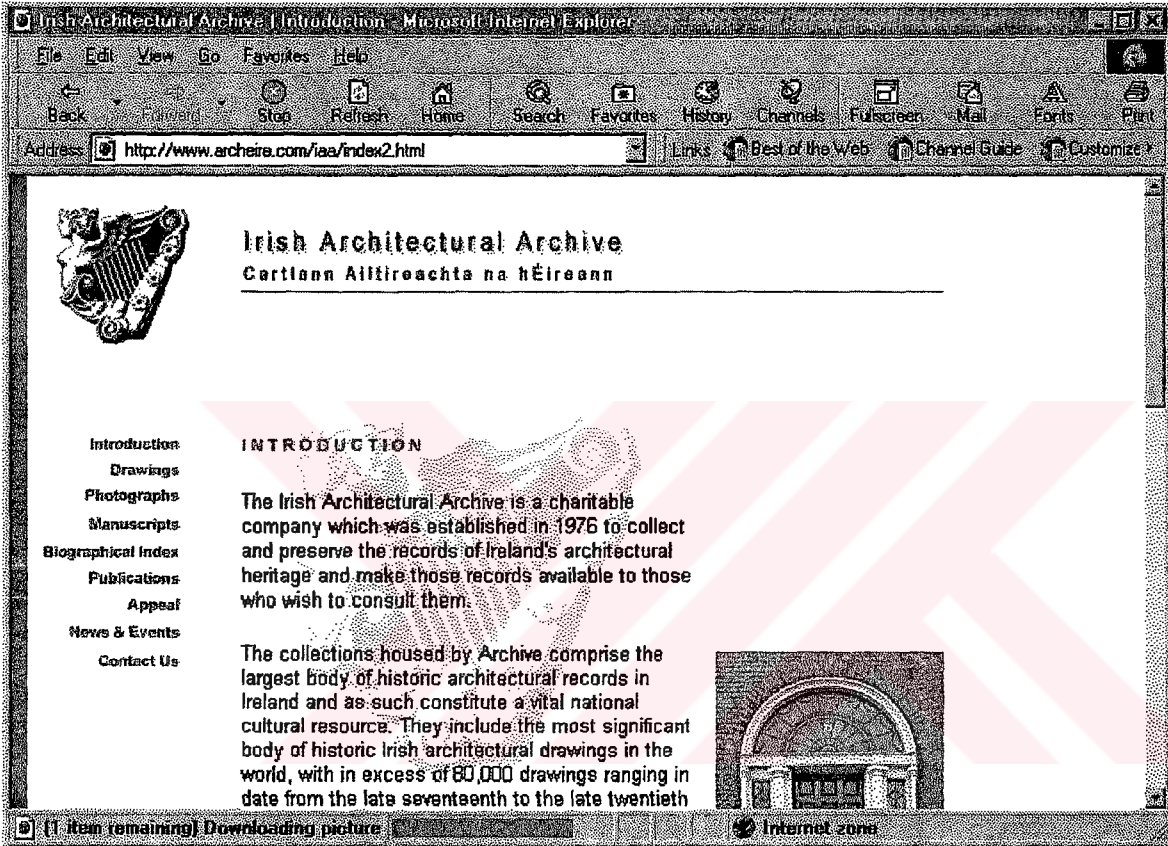 Irish Architectural Archive | Introduction - Microsoft Internet Explorer
File Edit View Go Favorites Help
Back Forward Stop Refresh Home Search Favorites History Channels Fullscreen Mail Fonts Print
Address http://www.archeire.com/iaa/index2.html Links Best of the Web Channel Guide Customize
Irish Architectural Archive
Cartlann Ailtireachta na hÉireann
Introduction
Drawings
Photographs
Manuscripts
Biographical Index
Publications
Appeal
News & Events
Contact Us
INTRODUCTION
The Irish Architectural Archive is a charitable
company which was established in 1976 to collect
and preserve the records of Ireland's architectural
heritage and make those records available to those
who wish to consult them.
The collections housed by Archive comprise the
largest body of historic architectural records in
Ireland and as such constitute a vital national
cultural resource. They include the most significant
body of historic Irish architectural drawings in the
world, with in excess of 80,000 drawings ranging in
date from the late seventeenth to the late twentieth
(1 item remaining) Downloading picture Internet zone